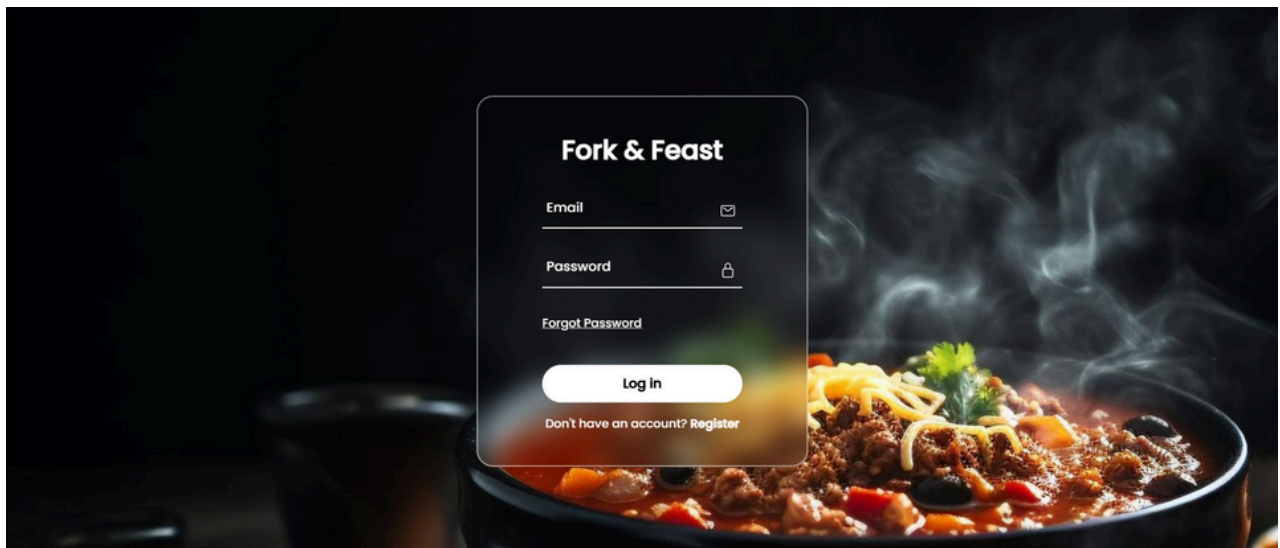 Fork & Feast
Email
Password
Forgot Password
Log in
Don't have an account? Register